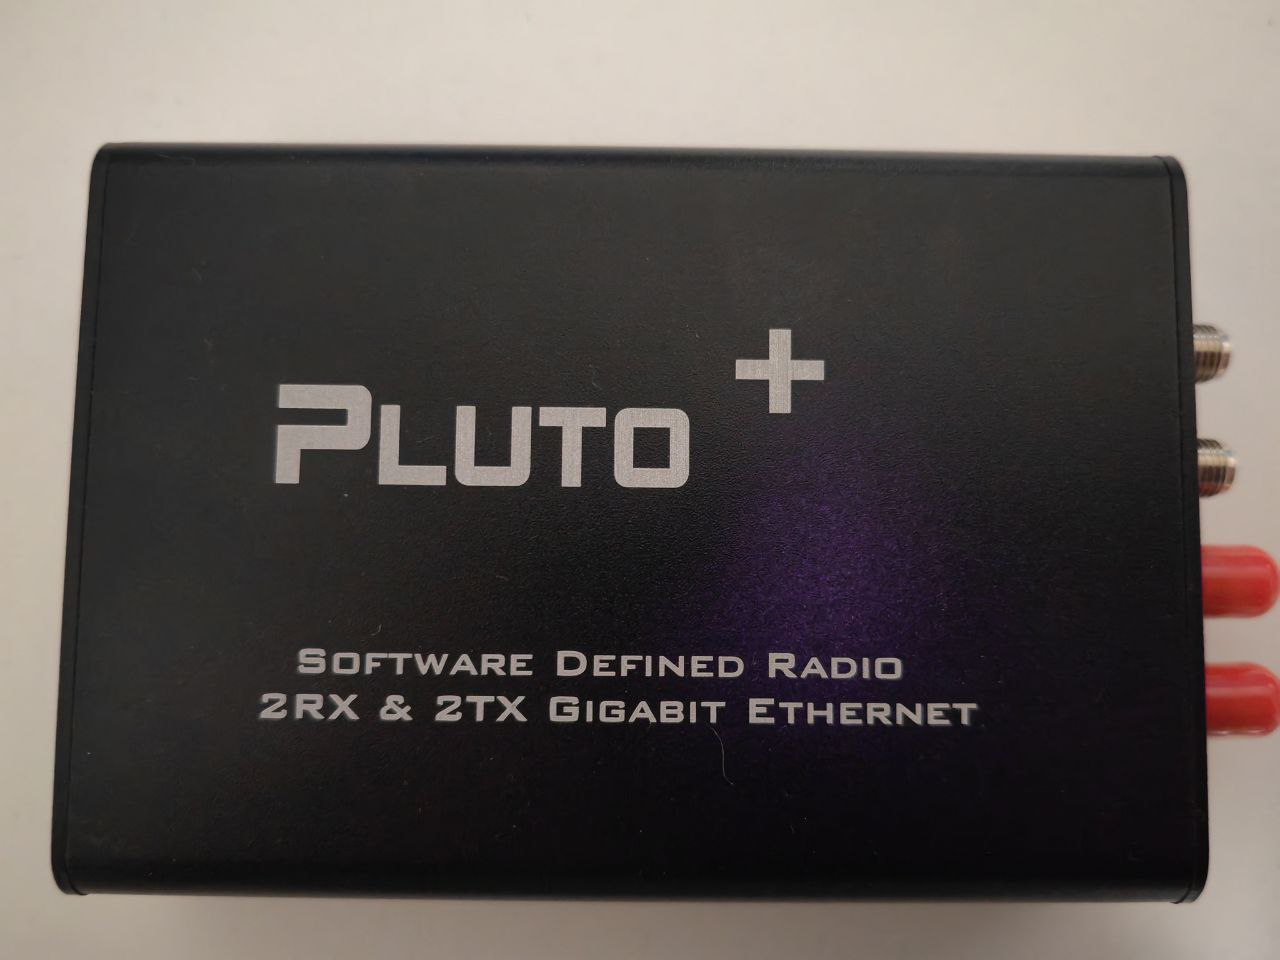 PLUTO +
SOFTWARE DEFINED RADIO
2RX & 2TX GIGABIT ETHERNET